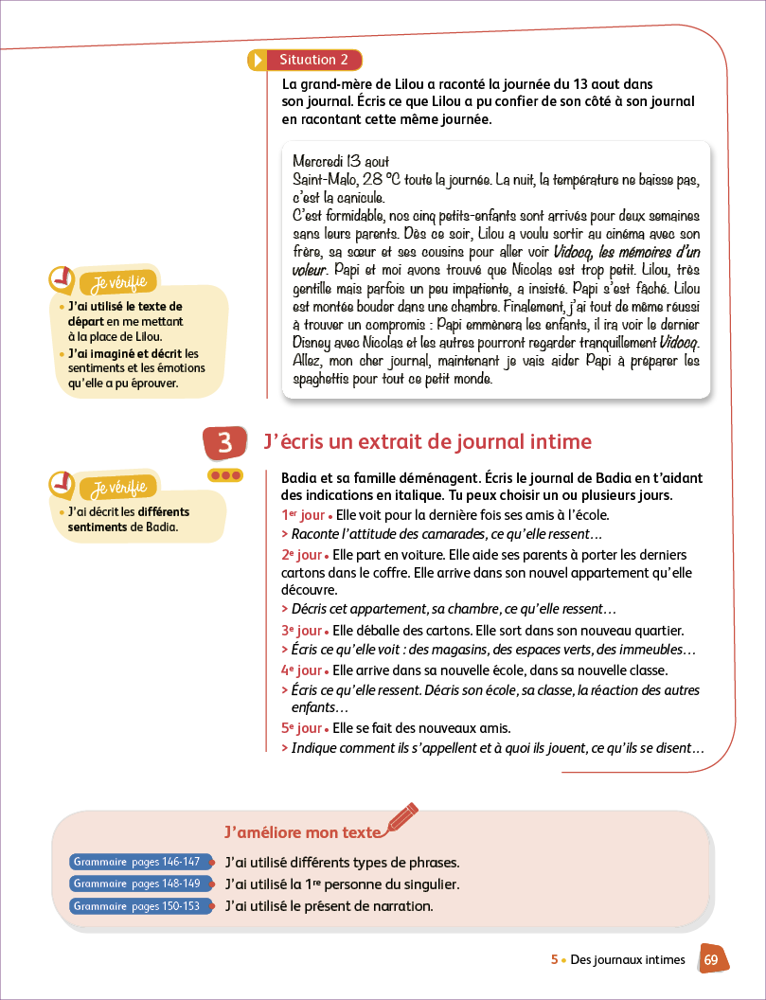 Situation 2
La grand-mère de Lilou a raconté la journée du 13 aout dans
son journal. Écris ce que Lilou a pu confier de son côté à son journal
en racontant cette même journée.
Mercredi 13 aout
Saint-Malo, 28 °C toute la journée. La nuit, la température ne baisse pas,
c’est la canicule.
C’est formidable, nos cinq petits-enfants sont arrivés pour deux semaines
sans leurs parents. Dès ce soir, Lilou a voulu sortir au cinéma avec son
frère, sa sœur et ses cousins pour aller voir Vidocq, les mémoires d’un
voleur. Papi et moi avons trouvé que Nicolas est trop petit. Lilou, très
gentille mais parfois un peu impatiente, a insisté. Papi s’est fâché. Lilou
est montée bouder dans une chambre. Finalement, j’ai tout de même réussi
à trouver un compromis : Papi emmènera les enfants, il ira voir le dernier
Disney avec Nicolas et les autres pourront regarder tranquillement Vidocq.
Allez, mon cher journal, maintenant je vais aider Papi à préparer les
spaghettis pour tout ce petit monde.
Je vérifie
• J’ai utilisé le texte de
départ en me mettant
à la place de Lilou.
• J’ai imaginé et décrit les
sentiments et les émotions
qu’elle a pu éprouver.
3 J’écris un extrait de journal intime
Je vérifie
• J’ai décrit les différents
sentiments de Badia.
Badia et sa famille déménagent. Écris le journal de Badia en t’aidant
des indications en italique. Tu peux choisir un ou plusieurs jours.
1er jour • Elle voit pour la dernière fois ses amis à l’école.
> Raconte l’attitude des camarades, ce qu’elle ressent…
2e jour • Elle part en voiture. Elle aide ses parents à porter les derniers
cartons dans le coffre. Elle arrive dans son nouvel appartement qu’elle
découvre.
> Décris cet appartement, sa chambre, ce qu’elle ressent…
3e jour • Elle déballe des cartons. Elle sort dans son nouveau quartier.
> Écris ce qu’elle voit : des magasins, des espaces verts, des immeubles…
4e jour • Elle arrive dans sa nouvelle école, dans sa nouvelle classe.
> Écris ce qu’elle ressent. Décris son école, sa classe, la réaction des autres
enfants…
5e jour • Elle se fait des nouveaux amis.
> Indique comment ils s’appellent et à quoi ils jouent, ce qu’ils se disent…
J’améliore mon texte
Grammaire pages 146-147 • J’ai utilisé différents types de phrases.
Grammaire pages 148-149 • J’ai utilisé la 1re personne du singulier.
Grammaire pages 150-153 • J’ai utilisé le présent de narration.
5 • Des journaux intimes 69